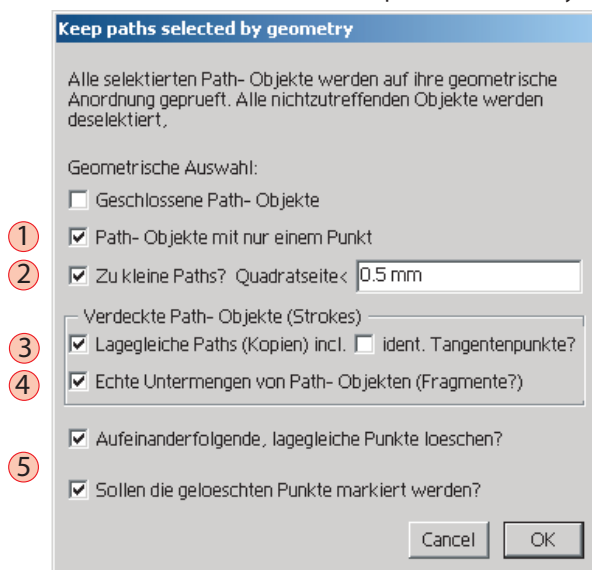 Keep paths selected by geometry
Alle selektierten Path- Objekte werden auf ihre geometrische
Anordnung geprueft. Alle nichtzutreffenden Objekte werden
deselektiert,
Geometrische Auswahl:
Geschlossene Path- Objekte
1 Path- Objekte mit nur einem Punkt
2 Zu kleine Paths? Quadratseite< 0.5 mm
Verdeckte Path- Objekte (Strokes)
3 Lagegleiche Paths (Kopien) incl. ident. Tangentenpunkte?
4 Echte Untermengen von Path- Objekten (Fragmente?)
Aufeinanderfolgende, lagegleiche Punkte loeschen?
5
Sollen die geloeschten Punkte markiert werden?
Cancel OK